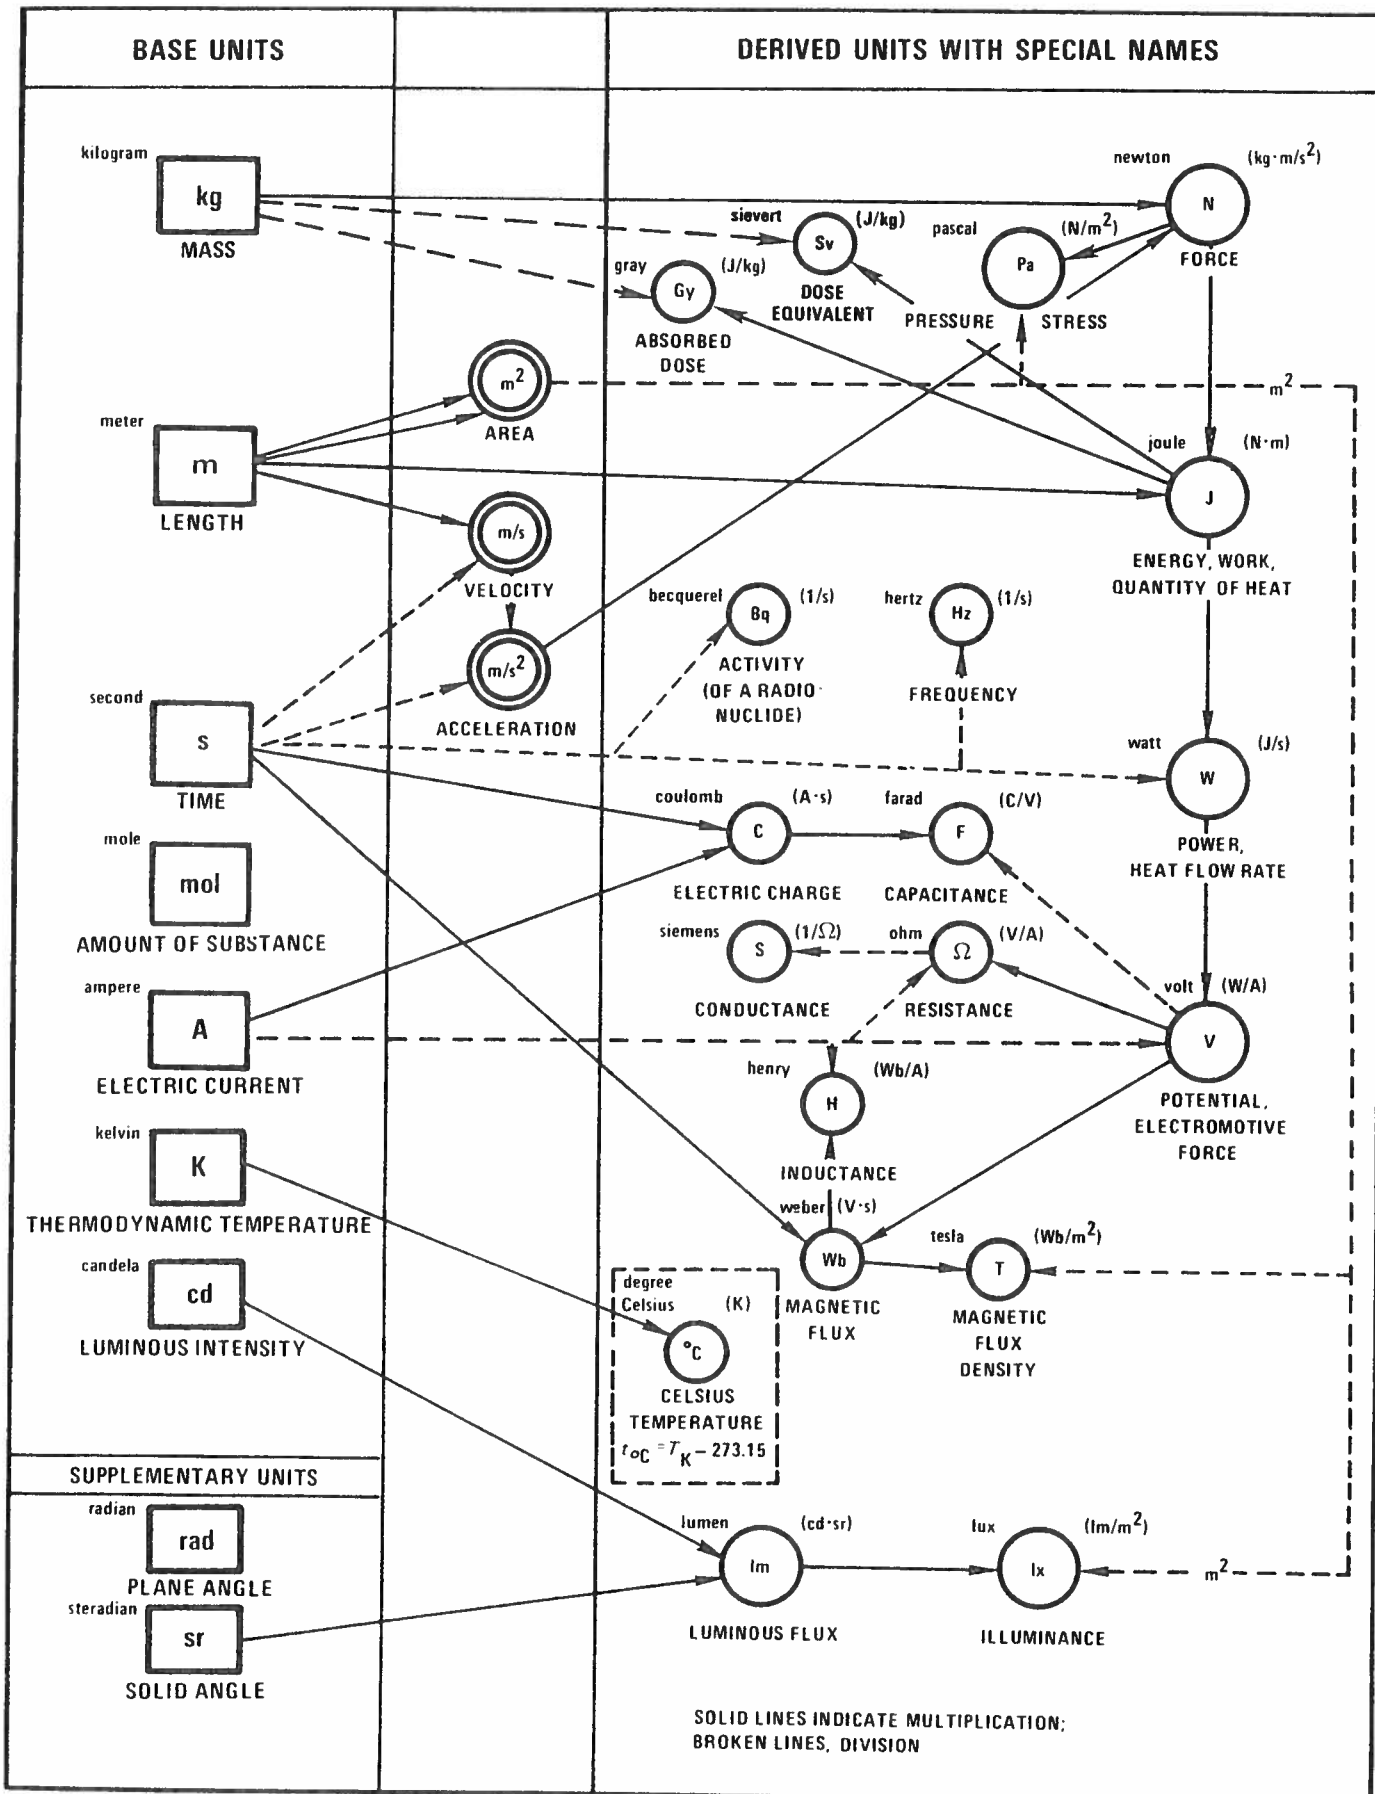 BASE UNITS
DERIVED UNITS WITH SPECIAL NAMES
kilogram
kg
MASS
newton
(kg·m/s²)
N
FORCE
sievert
(J/kg)
Sv
DOSE
EQUIVALENT
pascal
(N/m²)
Pa
PRESSURE
STRESS
gray
(J/kg)
Gy
ABSORBED
DOSE
m²
AREA
m²
meter
m
LENGTH
joule
(N·m)
J
ENERGY, WORK,
QUANTITY OF HEAT
m/s
VELOCITY
m/s²
ACCELERATION
becquerel
(1/s)
Bq
ACTIVITY
(OF A RADIO-
NUCLIDE)
hertz
(1/s)
Hz
FREQUENCY
second
s
TIME
watt
(J/s)
W
POWER,
HEAT FLOW RATE
coulomb
(A·s)
C
ELECTRIC CHARGE
farad
(C/V)
F
CAPACITANCE
mole
mol
AMOUNT OF SUBSTANCE
siemens
(1/Ω)
S
CONDUCTANCE
ohm
(V/A)
Ω
RESISTANCE
volt
(W/A)
V
POTENTIAL,
ELECTROMOTIVE
FORCE
ampere
A
ELECTRIC CURRENT
henry
(Wb/A)
H
INDUCTANCE
kelvin
K
THERMODYNAMIC TEMPERATURE
weber
(V·s)
Wb
MAGNETIC
FLUX
tesla
(Wb/m²)
T
MAGNETIC
FLUX
DENSITY
candela
cd
LUMINOUS INTENSITY
degree
Celsius
(K)
°C
CELSIUS
TEMPERATURE
t°C = TK – 273.15
SUPPLEMENTARY UNITS
radian
rad
PLANE ANGLE
lumen
(cd·sr)
lm
LUMINOUS FLUX
lux
(lm/m²)
lx
ILLUMINANCE
m²
steradian
sr
SOLID ANGLE
SOLID LINES INDICATE MULTIPLICATION;
BROKEN LINES, DIVISION